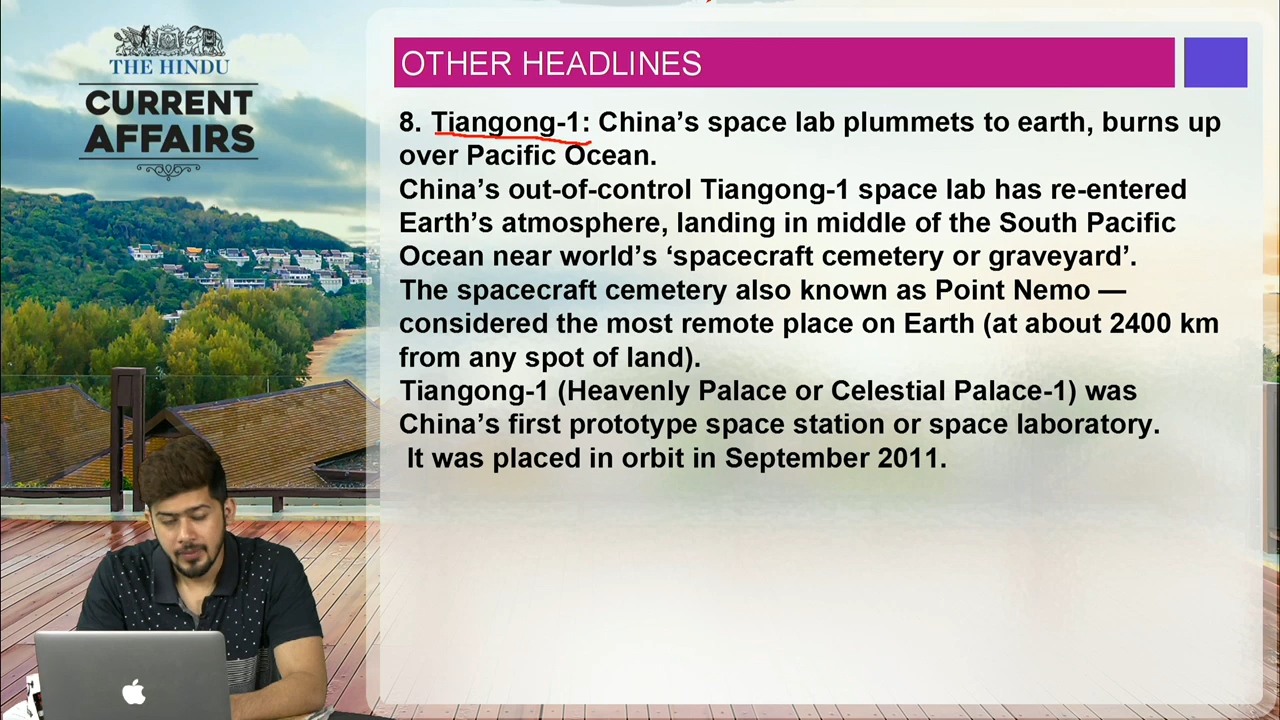 THE HINDU
CURRENT
AFFAIRS
OTHER HEADLINES
8. Tiangong-1: China’s space lab plummets to earth, burns up
over Pacific Ocean.
China’s out-of-control Tiangong-1 space lab has re-entered
Earth’s atmosphere, landing in middle of the South Pacific
Ocean near world’s ‘spacecraft cemetery or graveyard’.
The spacecraft cemetery also known as Point Nemo —
considered the most remote place on Earth (at about 2400 km
from any spot of land).
Tiangong-1 (Heavenly Palace or Celestial Palace-1) was
China’s first prototype space station or space laboratory.
It was placed in orbit in September 2011.